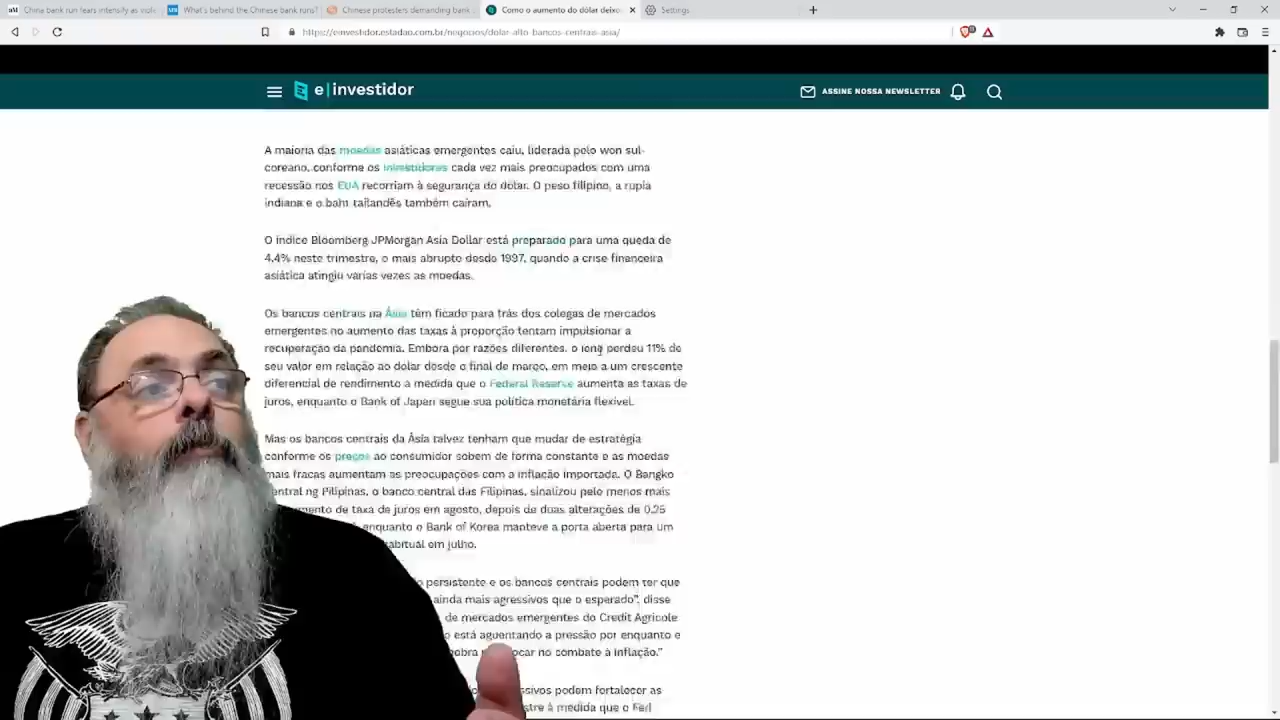 China bank run fears intensify as viole
What's behind the Chinese bank runs?
Chinese protesters demanding bank
Como o aumento do dólar deixo
Settings
https://einvestidor.estadao.com.br/negocios/dolar-alto-bancos-centrais-asia/
e|investidor
ASSINE NOSSA NEWSLETTER
A maioria das moedas asiáticas emergentes caiu, liderada pelo won sul-
coreano, conforme os investidores cada vez mais preocupados com uma
recessão nos EUA recorriam à segurança do dólar. O peso filipino, a rupia
indiana e o baht tailandês também caíram.
O índice Bloomberg JPMorgan Asia Dollar está preparado para uma queda de
4,4% neste trimestre, o mais abrupto desde 1997, quando a crise financeira
asiática atingiu várias vezes as moedas.
Os bancos centrais na Ásia têm ficado para trás dos colegas de mercados
emergentes no aumento das taxas à proporção tentam impulsionar a
recuperação da pandemia. Embora por razões diferentes, o iene perdeu 11% de
seu valor em relação ao dólar desde o final de março, em meio a um crescente
diferencial de rendimento à medida que o Federal Reserve aumenta as taxas de
juros, enquanto o Bank of Japan segue sua política monetária flexível.
Mas os bancos centrais da Ásia talvez tenham que mudar de estratégia
conforme os preços ao consumidor sobem de forma constante e as moedas
mais fracas aumentam as preocupações com a inflação importada. O Bangko
Central ng Pilipinas, o banco central das Filipinas, sinalizou pelo menos mais
de taxa de juros em agosto, depois de duas alterações de 0,25
enquanto o Bank of Korea manteve a porta aberta para um
em julho.
persistente e os bancos centrais podem ter que
ainda mais agressivos que o esperado", disse
de mercados emergentes do Credit Agricole
está aguentando a pressão por enquanto e
no combate à inflação."
podem fortalecer as
à medida que o Fed